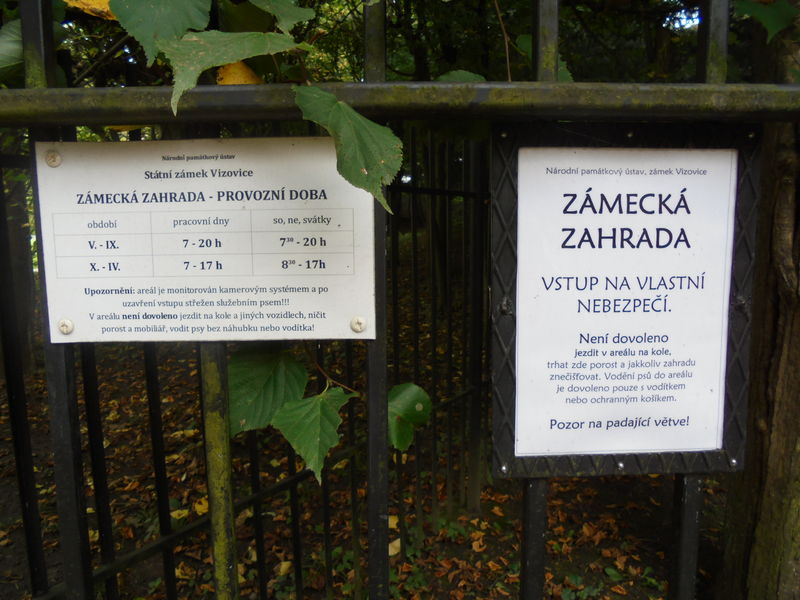 Národní památkový ústav
Státní zámek Vizovice
ZÁMECKÁ ZAHRADA - PROVOZNÍ DOBA
období pracovní dny so, ne, svátky
V. - IX. 7 - 20 h 7³⁰ - 20 h
X. - IV. 7 - 17 h 8³⁰ - 17h
Upozornění: areál je monitorován kamerovým systémem a po
uzavření vstupu střežen služebním psem!!!
V areálu není dovoleno jezdit na kole a jiných vozidlech, ničit
porost a mobiliář, vodit psy bez náhubku nebo vodítka!
Národní památkový ústav, zámek Vizovice
ZÁMECKÁ
ZAHRADA
VSTUP NA VLASTNÍ
NEBEZPEČÍ.
Není dovoleno
jezdit v areálu na kole,
trhat zde porost a jakkoliv zahradu
znečišťovat. Vodění psů do areálu
je dovoleno pouze s vodítkem
nebo ochranným košíkem.
Pozor na padající větve!